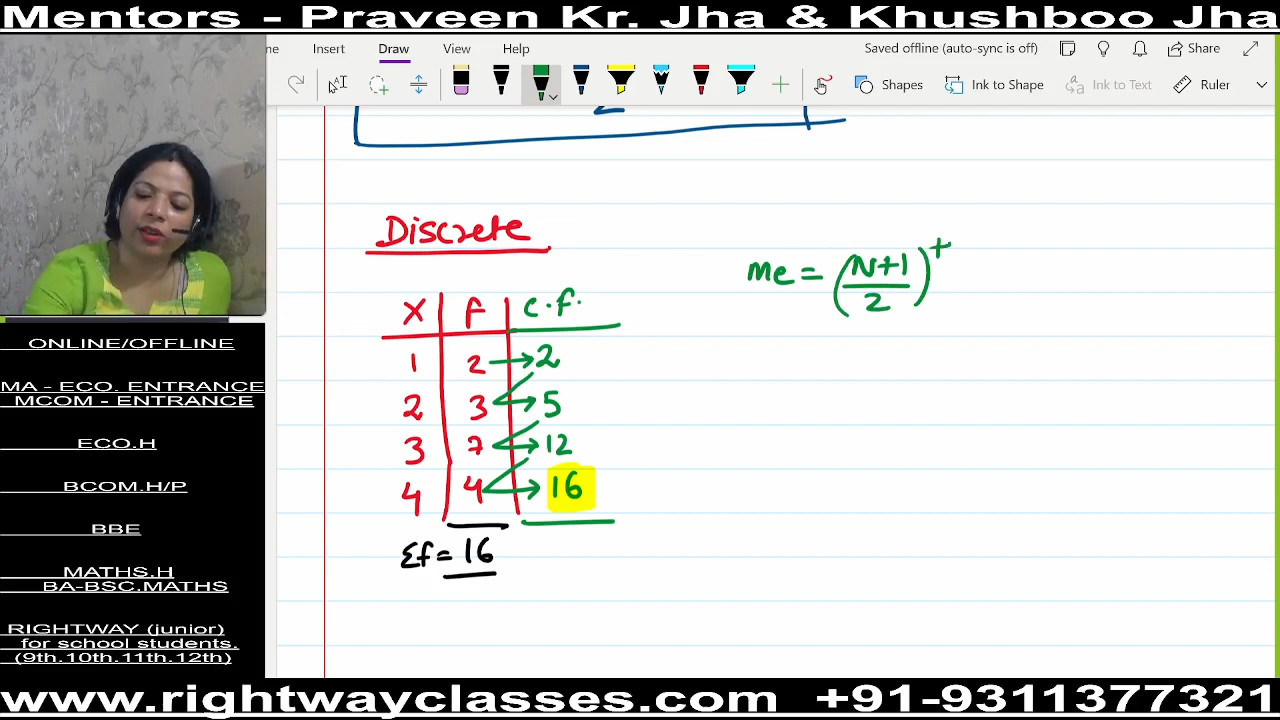 Mentors - Praveen Kr. Jha & Khushboo Jha
Insert Draw View Help
Saved offline (auto-sync is off)
Share
Shapes
Ink to Shape
Ink to Text
Ruler
Discrete
X f c.f.
1 2 2
2 3 5
3 7 12
4 4 16
Σf = 16
me = (N+1/2)^t
ONLINE/OFFLINE
MA - ECO. ENTRANCE
MCOM - ENTRANCE
ECO.H
BCOM.H/P
BBE
MATHS.H
BA-BSC.MATHS
RIGHTWAY (junior)
for school students.
(9th.10th.11th.12th)
www.rightwayclasses.com +91-9311377321